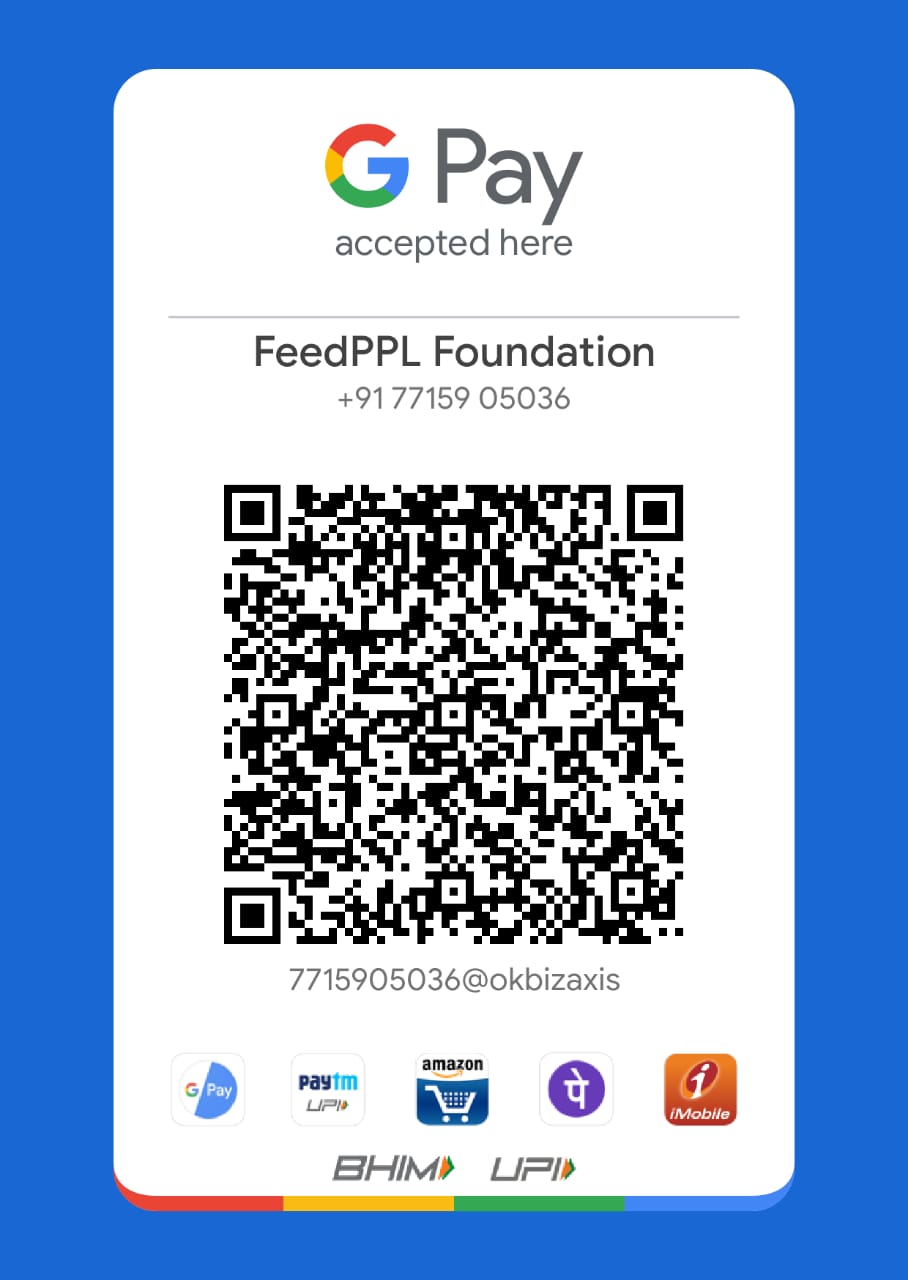 G Pay
accepted here
FeedPPL Foundation
+91 77159 05036
7715905036@okbizaxis
G Pay
paytm
UPI
amazon
पे
i
iMobile
BHIM UPI